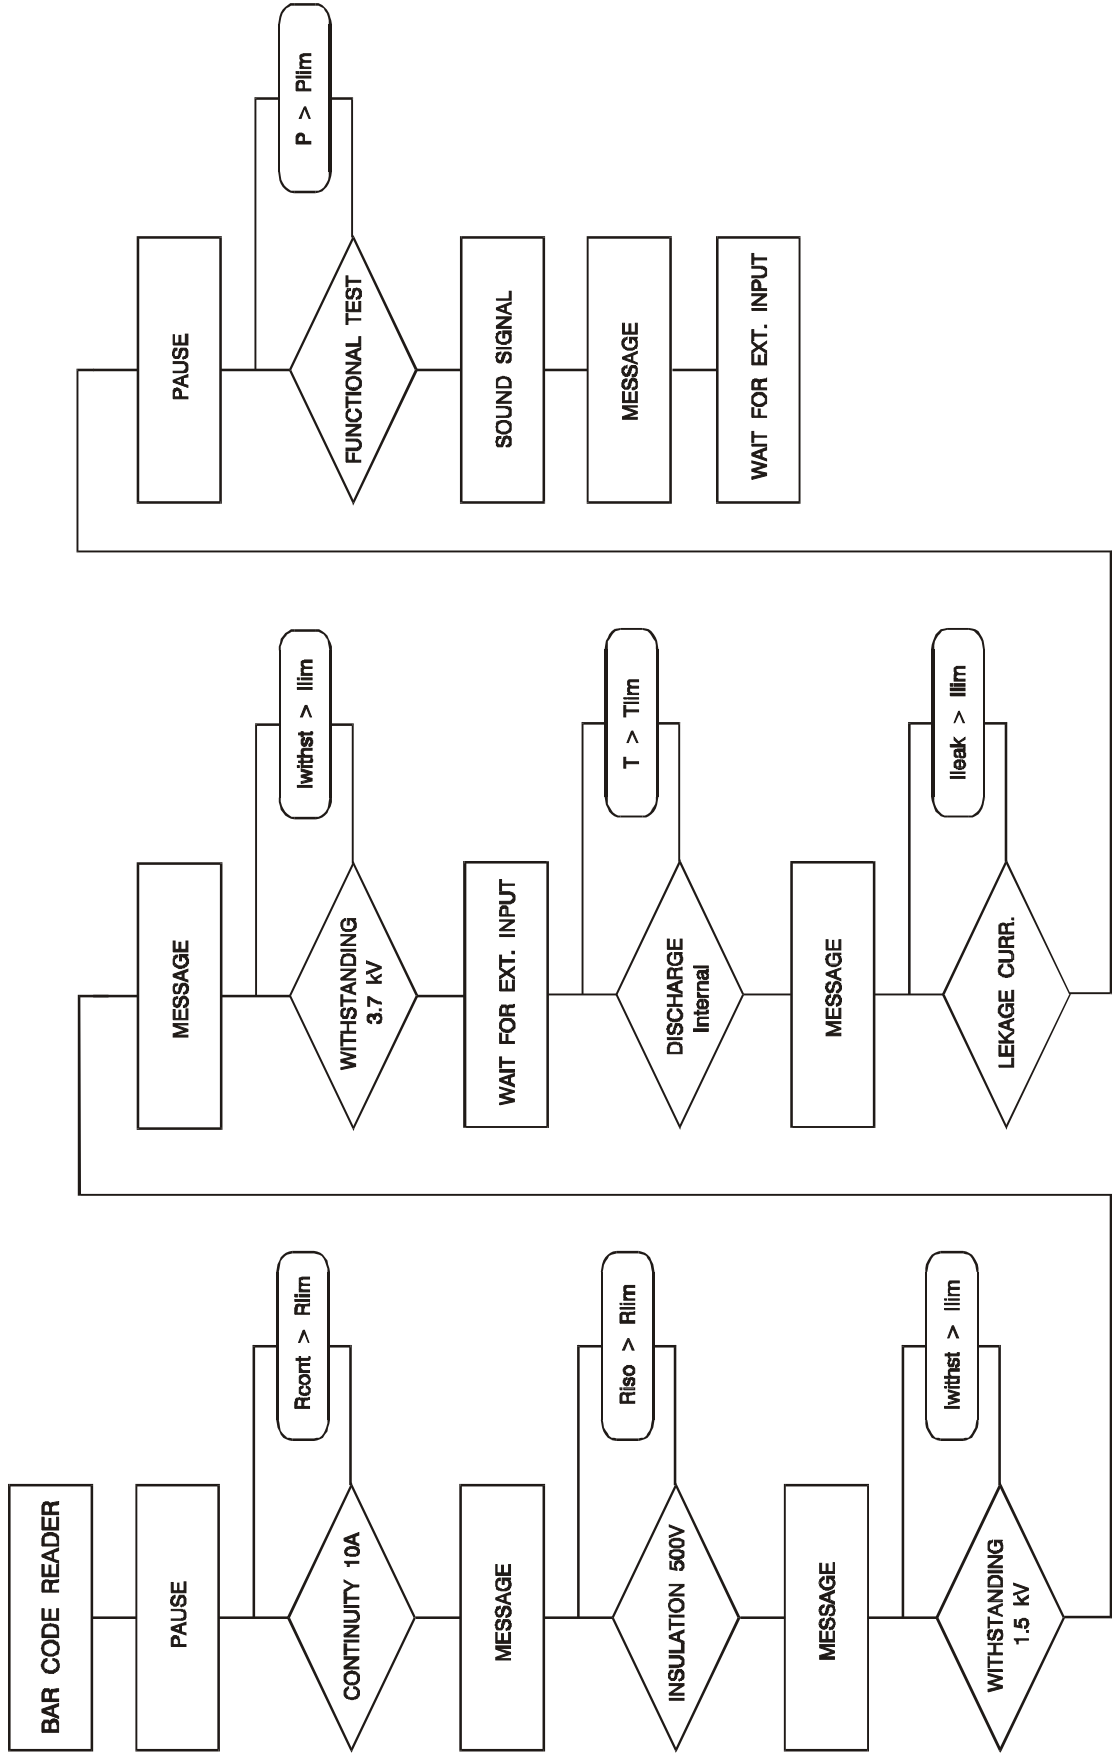 BAR CODE READER
PAUSE
CONTINUITY 10A
Rcont > Rlim
MESSAGE
INSULATION 500V
Riso > Rlim
MESSAGE
WITHSTANDING
1.5 kV
Iwithst > Ilim
MESSAGE
WITHSTANDING
3.7 kV
Iwithst > Ilim
WAIT FOR EXT. INPUT
DISCHARGE
Internal
T > Tlim
MESSAGE
LEKAGE CURR.
Ileak > Ilim
PAUSE
FUNCTIONAL TEST
P > Plim
SOUND SIGNAL
MESSAGE
WAIT FOR EXT. INPUT